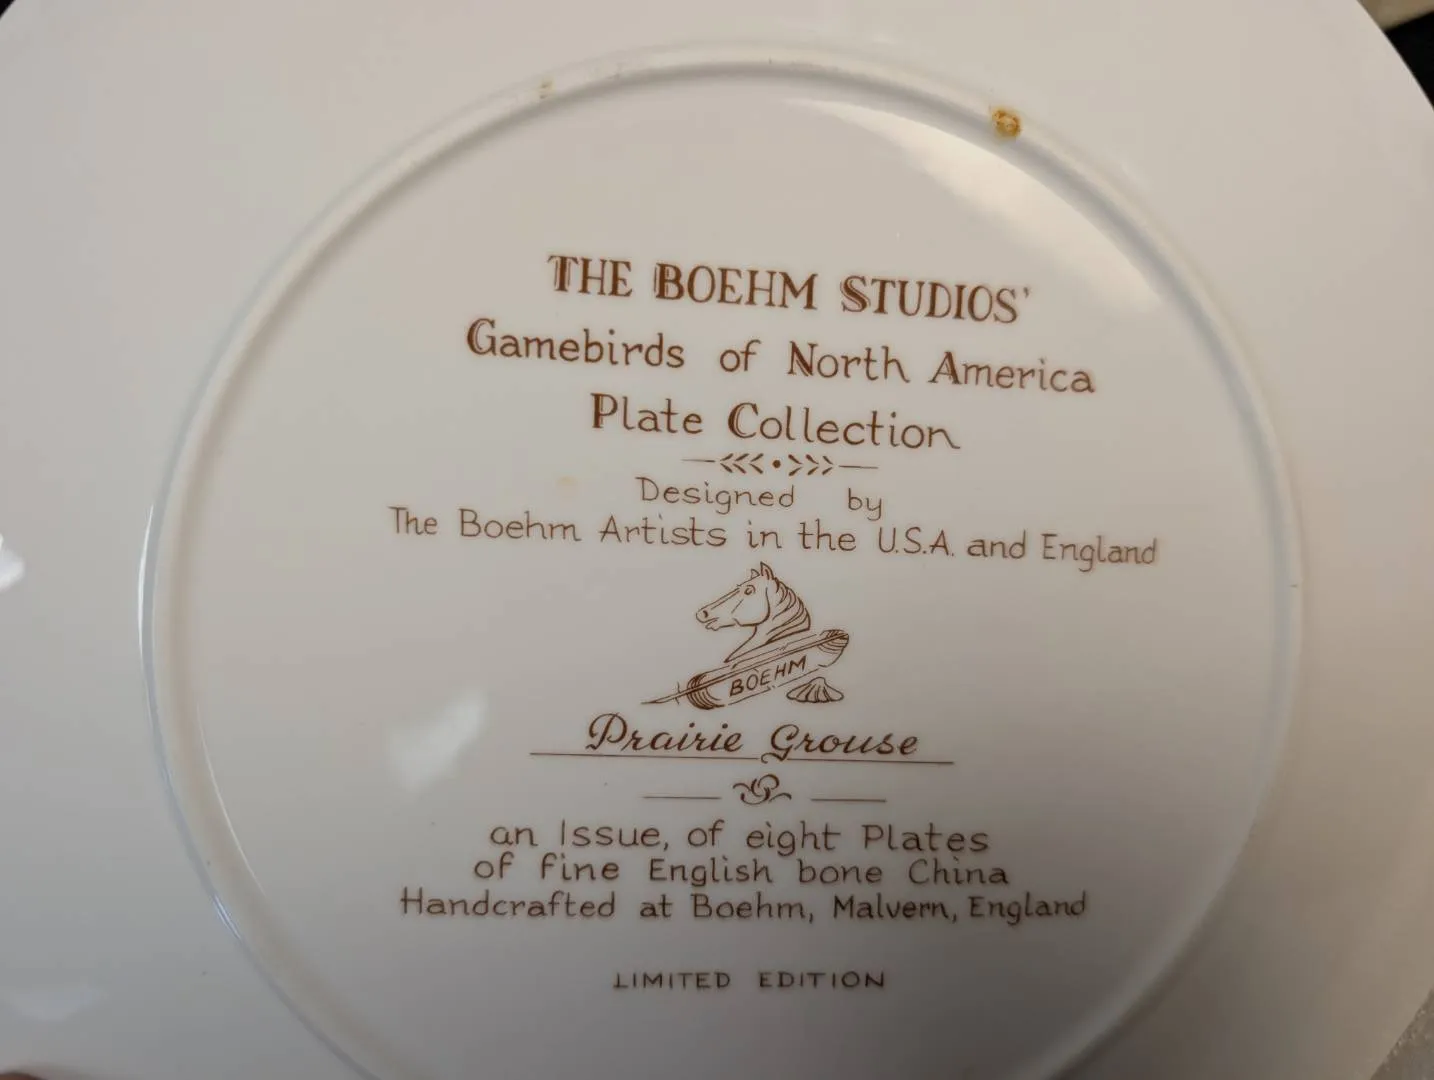 THE BOEHM STUDIOS'
Gamebirds of North America
Plate Collection
Designed by
The Boehm Artists in the U.S.A. and England
BOEHM
Prairie Grouse
an Issue, of eight Plates
of fine English bone China
Handcrafted at Boehm, Malvern, England
LIMITED EDITION